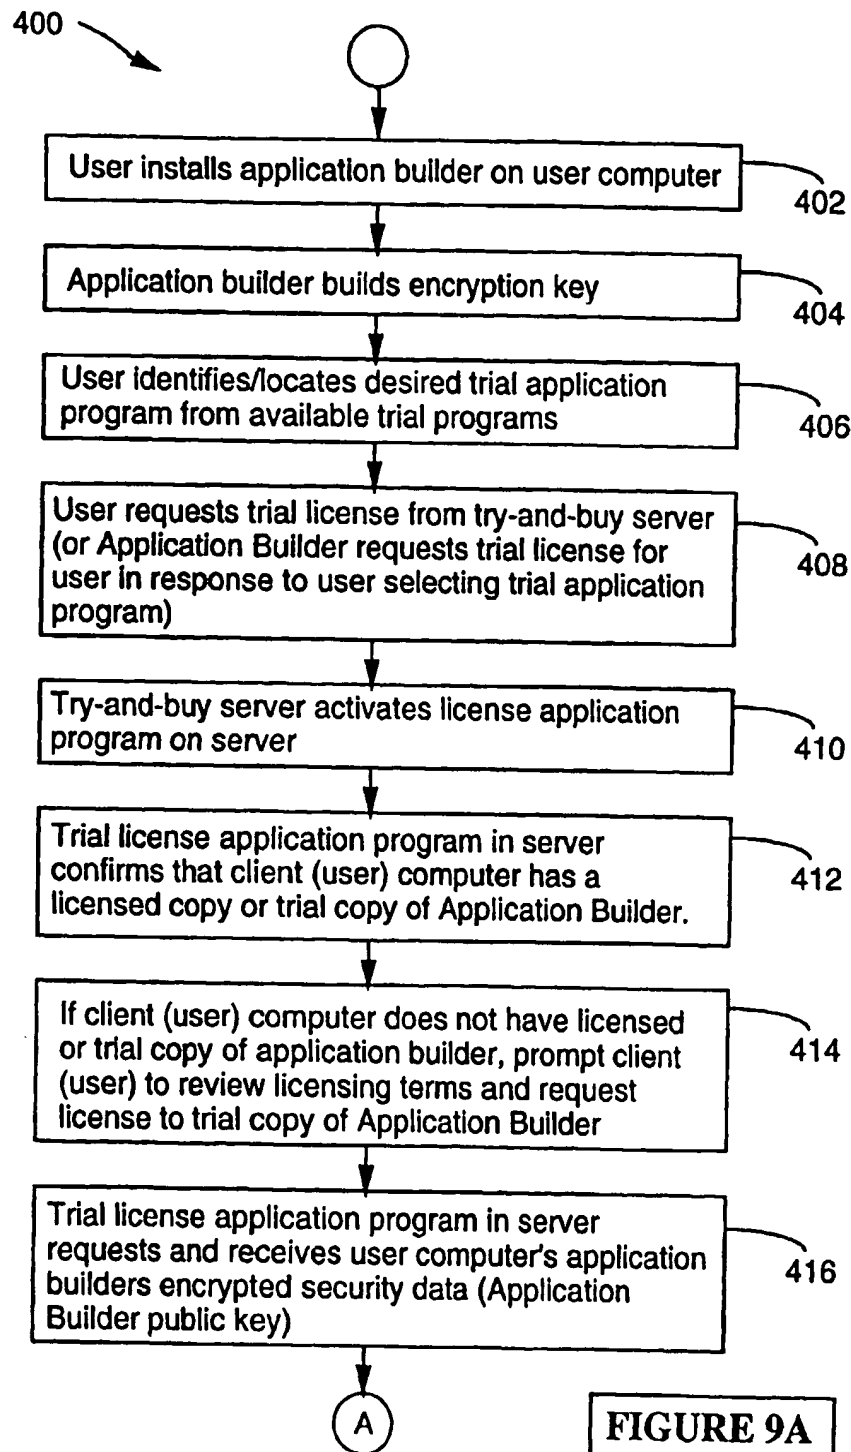 400
User installs application builder on user computer
402
Application builder builds encryption key
404
User identifies/locates desired trial application
program from available trial programs
406
User requests trial license from try-and-buy server
(or Application Builder requests trial license for
user in response to user selecting trial application
program)
408
Try-and-buy server activates license application
program on server
410
Trial license application program in server
confirms that client (user) computer has a
licensed copy or trial copy of Application Builder.
412
If client (user) computer does not have licensed
or trial copy of application builder, prompt client
(user) to review licensing terms and request
license to trial copy of Application Builder
414
Trial license application program in server
requests and receives user computer's application
builders encrypted security data (Application
Builder public key)
416
A
FIGURE 9A